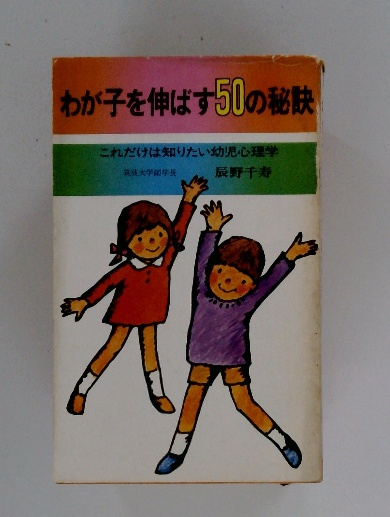 わが子を伸ばす50の秘訣
これだけは知りたい幼児心理学
筑波大学副学長 辰野千寿